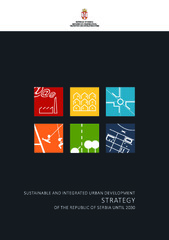 SUSTAINABLE AND INTEGRATED URBAN DEVELOPMENT
STRATEGY
OF THE REPUBLIC OF SERBIA UNTIL 2030